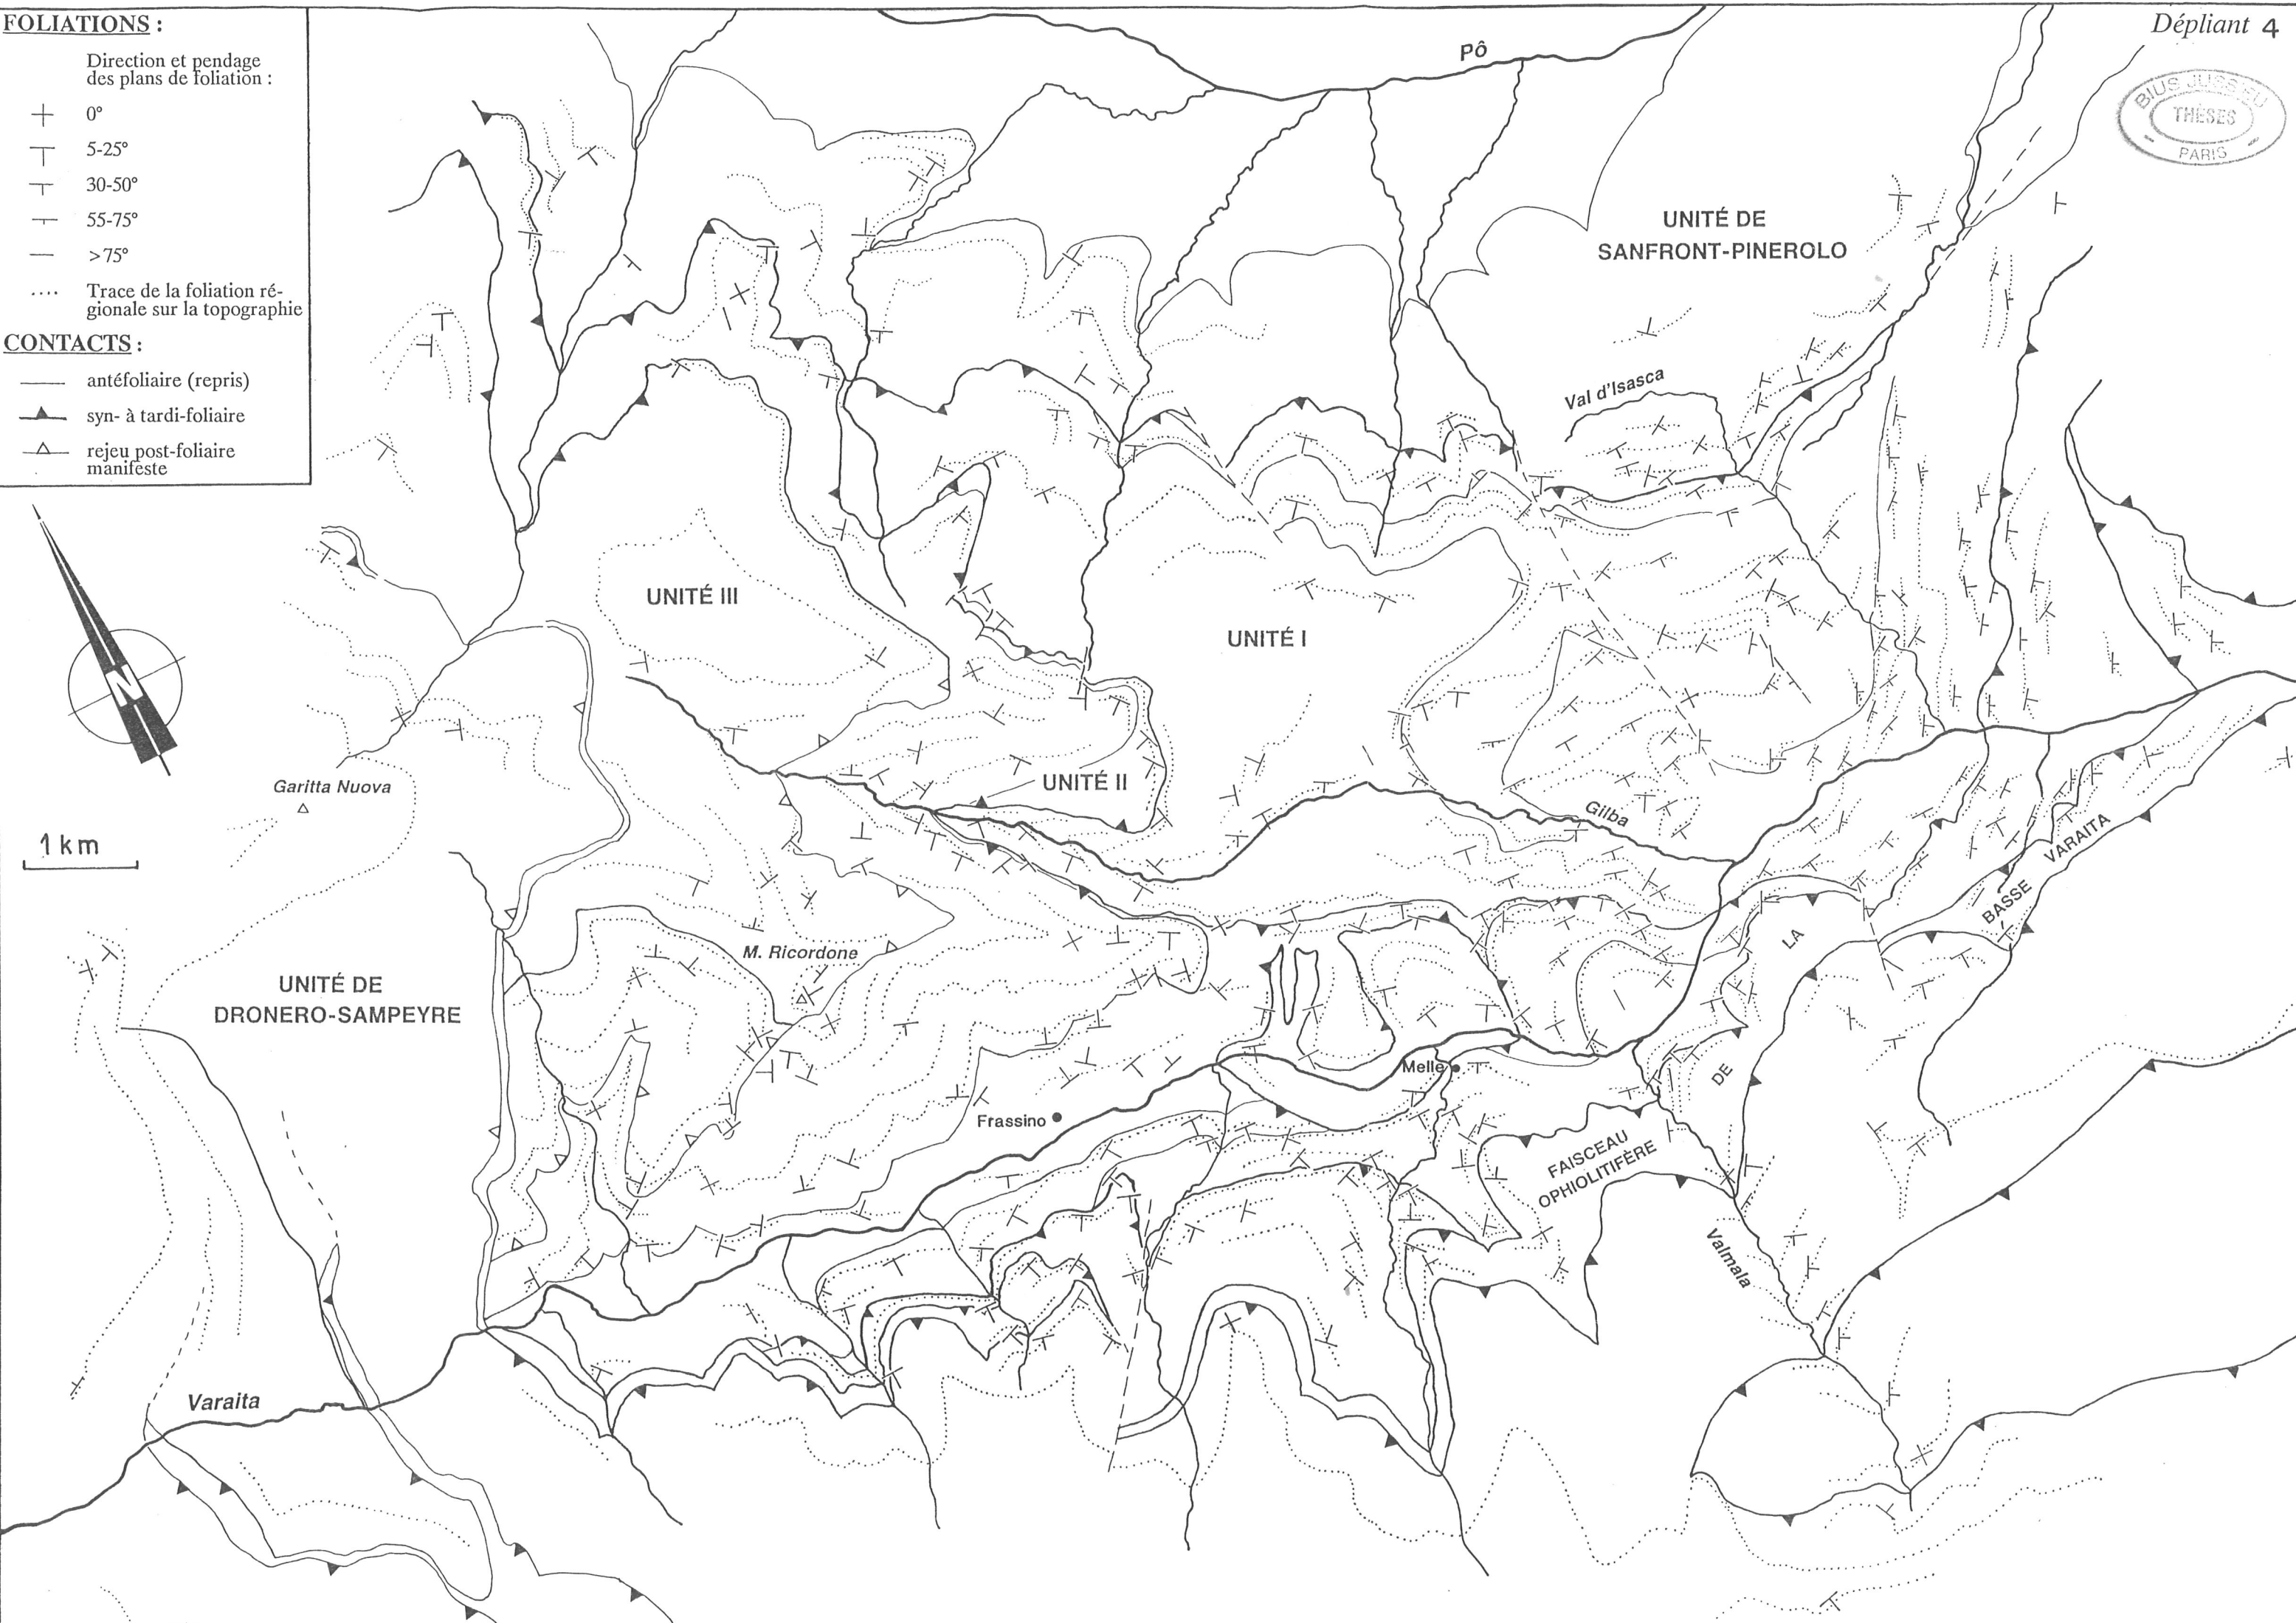 FOLIATIONS :
Direction et pendage
des plans de foliation :
0°
5-25°
30-50°
55-75°
>75°
Trace de la foliation ré-
gionale sur la topographie
CONTACTS :
antéfoliaire (repris)
syn- à tardi-foliaire
rejeu post-foliaire
manifeste
Dépliant 4
BIUS JUSSIEU
THÈSES
PARIS
Pô
UNITÉ DE
SANFRONT-PINEROLO
Val d'Isasca
UNITÉ III
UNITÉ I
N
UNITÉ II
Garitta Nuova
Gilba
1 km
BASSE VARAITA
M. Ricordone
LA
UNITÉ DE
DRONERO-SAMPEYRE
Melle
DE
Frassino
FAISCEAU
OPHIOLITIFÈRE
Valmala
Varaita